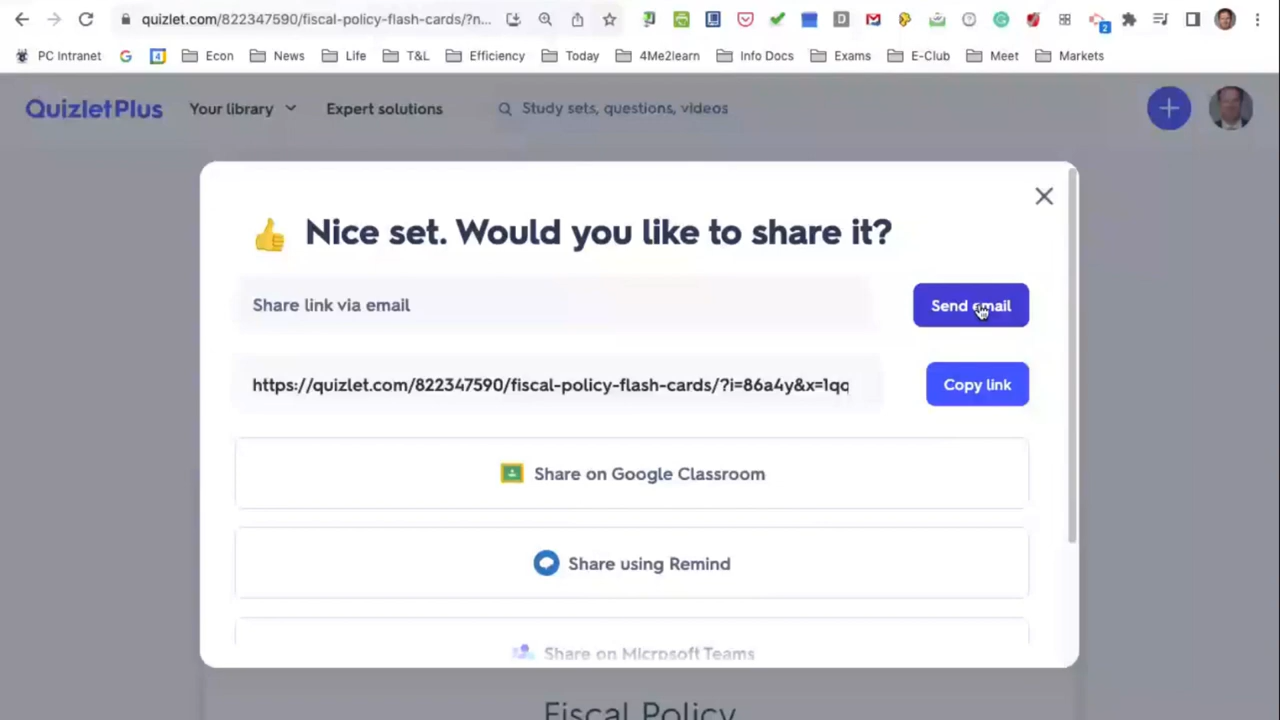 quizlet.com/822347590/fiscal-policy-flash-cards/?n...
2
PC Intranet
4
Econ
News
Life
T&L
Efficiency
Today
4Me2learn
Info Docs
Exams
E-Club
Meet
Markets
QuizletPlus
Your library
Expert solutions
Study sets, questions, videos
👍 Nice set. Would you like to share it?
Share link via email
Send email
https://quizlet.com/822347590/fiscal-policy-flash-cards/?i=86a4y&x=1qq
Copy link
Share on Google Classroom
Share using Remind
Share on Microsoft Teams
Fiscal Policy